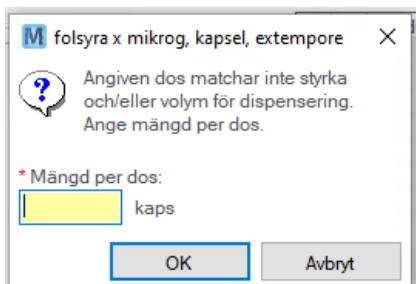 M folsyra x mikrog, kapsel, extempore
Angiven dos matchar inte styrka
och/eller volym för dispensering.
Ange mängd per dos.
* Mängd per dos:
kaps
OK Avbryt